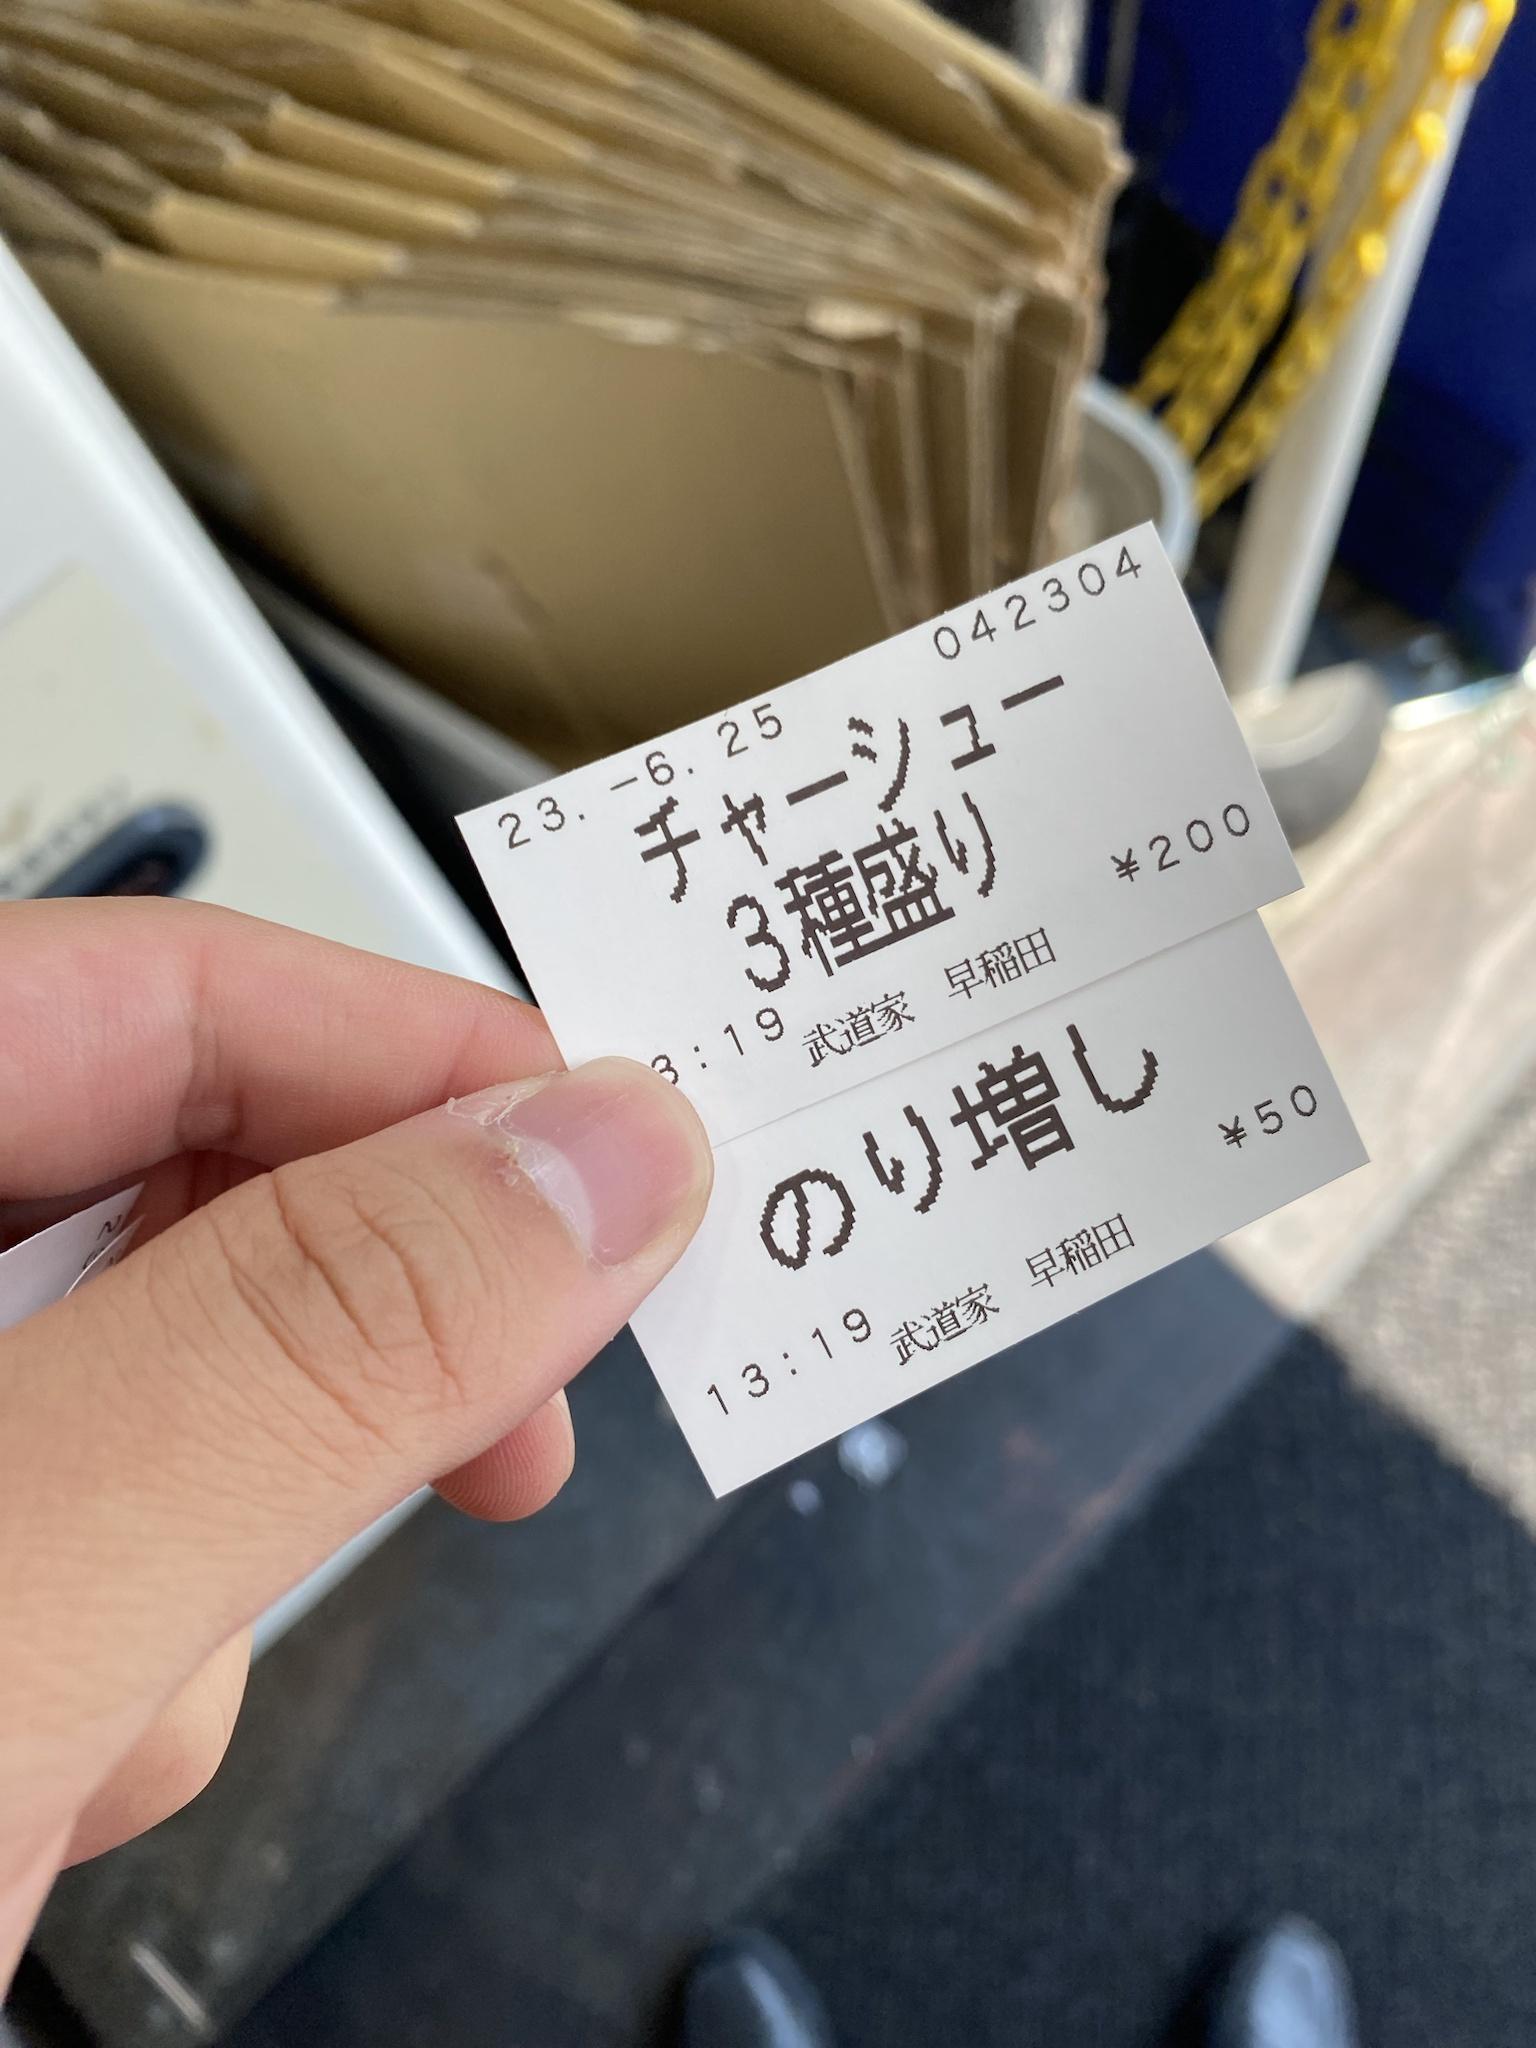 23.-6.25 042304
チャーシュー
3種盛り
¥200
3:19 武道家 早稲田
のり増し
¥50
13:19 武道家 早稲田